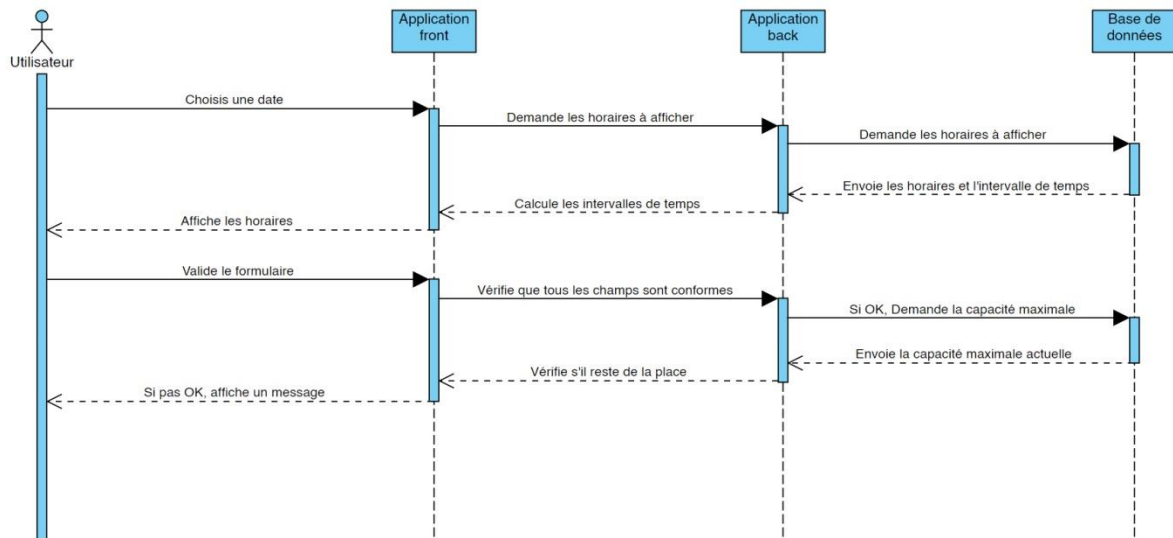 Utilisateur
Application
front
Application
back
Base de
données
Choisis une date
Demande les horaires à afficher
Demande les horaires à afficher
Envoie les horaires et l'intervalle de temps
Calcule les intervalles de temps
Affiche les horaires
Valide le formulaire
Vérifie que tous les champs sont conformes
Si OK, Demande la capacité maximale
Envoie la capacité maximale actuelle
Vérifie s'il reste de la place
Si pas OK, affiche un message